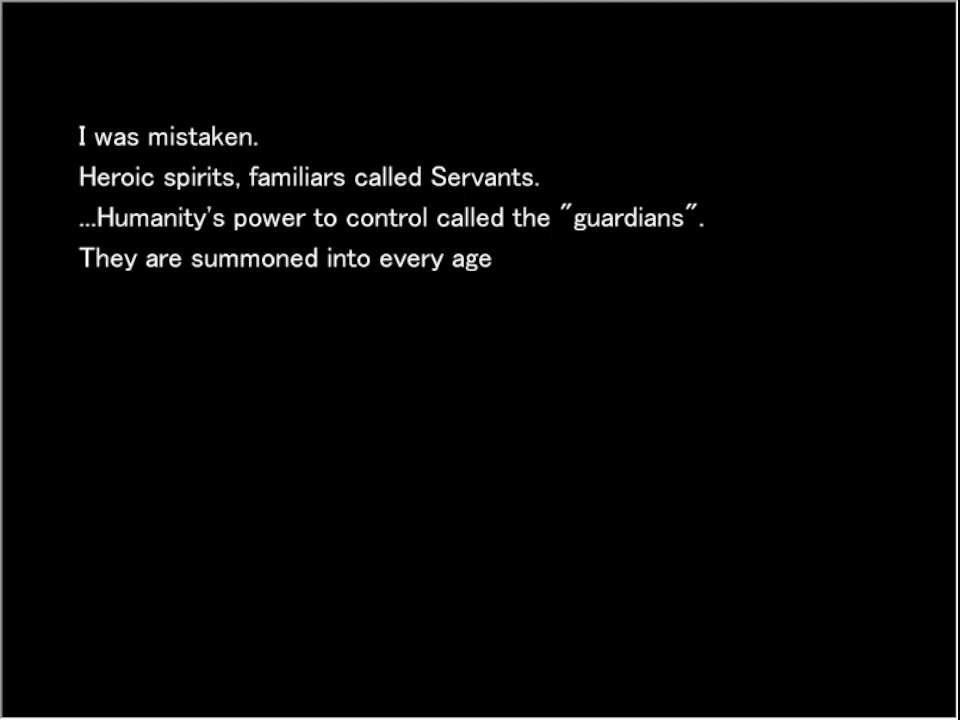 I was mistaken.
Heroic spirits, familiars called Servants.
...Humanity's power to control called the "guardians".
They are summoned into every age